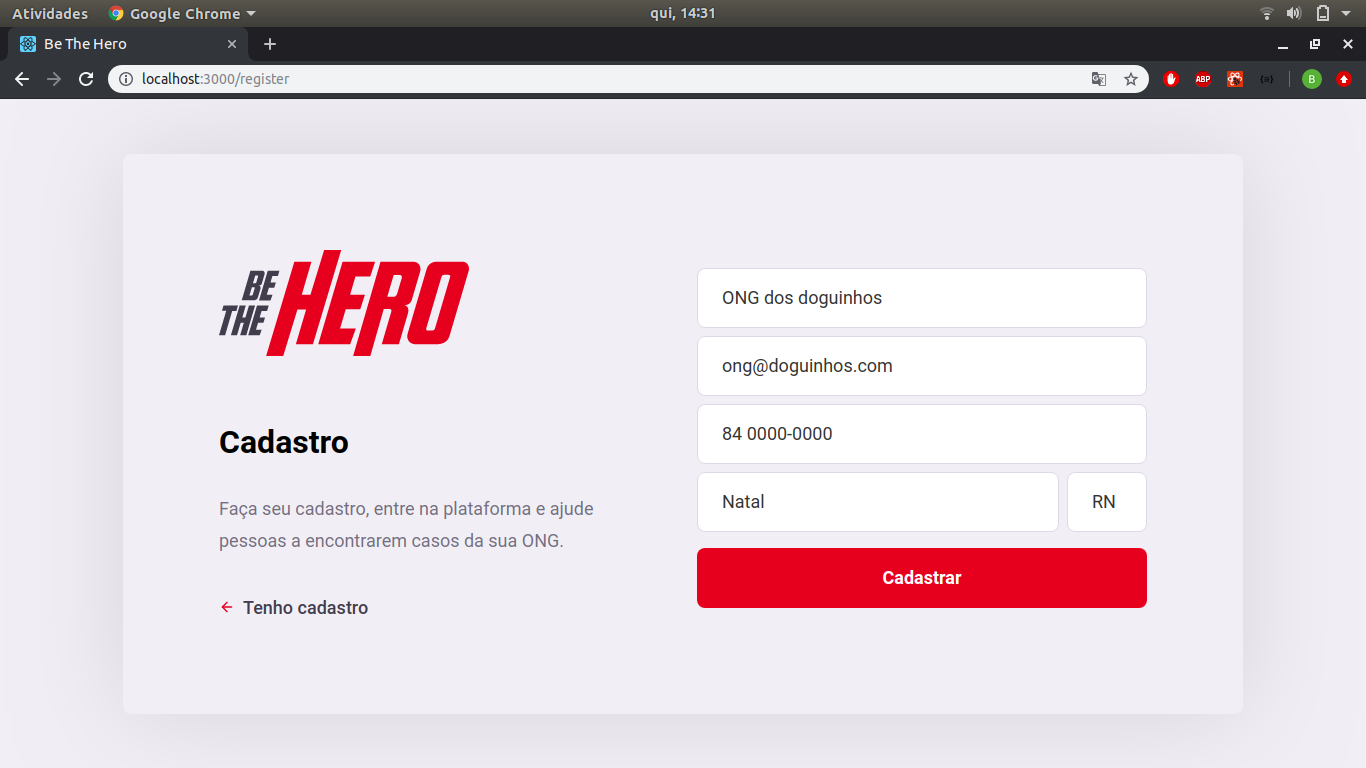 Atividades Google Chrome qui, 14:31
Be The Hero
localhost:3000/register ABP B
BE THE HERO
Cadastro
Faça seu cadastro, entre na plataforma e ajude
pessoas a encontrarem casos da sua ONG.
Tenho cadastro
ONG dos doguinhos
ong@doguinhos.com
84 0000-0000
Natal RN
Cadastrar